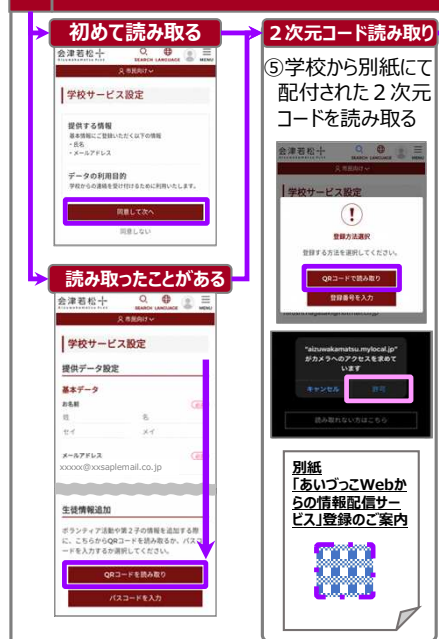 初めて読み取る
会津若松＋
SEARCH LANGUAGE MENU
市民向け
学校サービス設定
提供する情報
基本情報にご登録いただく以下の情報
・氏名
・メールアドレス
データの利用目的
学校からの連絡を受け付けるために利用いたします。
同意して次へ
同意しない
読み取ったことがある
会津若松＋
SEARCH LANGUAGE MENU
市民向け
学校サービス設定
提供データ設定
基本データ
お名前
姓 名
セイ メイ
メールアドレス
xxxxx@xxsaplemail.co.jp
生徒情報追加
ボランティア活動や第２子の情報を追加する際
に、こちらからQRコードを読み取るか、パスコ
ードを入力するか選択してください。
QRコードを読み取り
パスコードを入力
２次元コード読み取り
⑤学校から別紙にて
配付された２次元
コードを読み取る
会津若松＋
SEARCH LANGUAGE MENU
市民向け
学校サービス設定
登録方法選択
登録する方法を選択してください。
QRコードで読み取り
登録番号を入力
"aizuwakamatsu.mylocal.jp"
がカメラへのアクセスを求めて
います
キャンセル 許可
読み取れない方はこちら
別紙
「あいづっこWebか
らの情報配信サー
ビス」登録のご案内